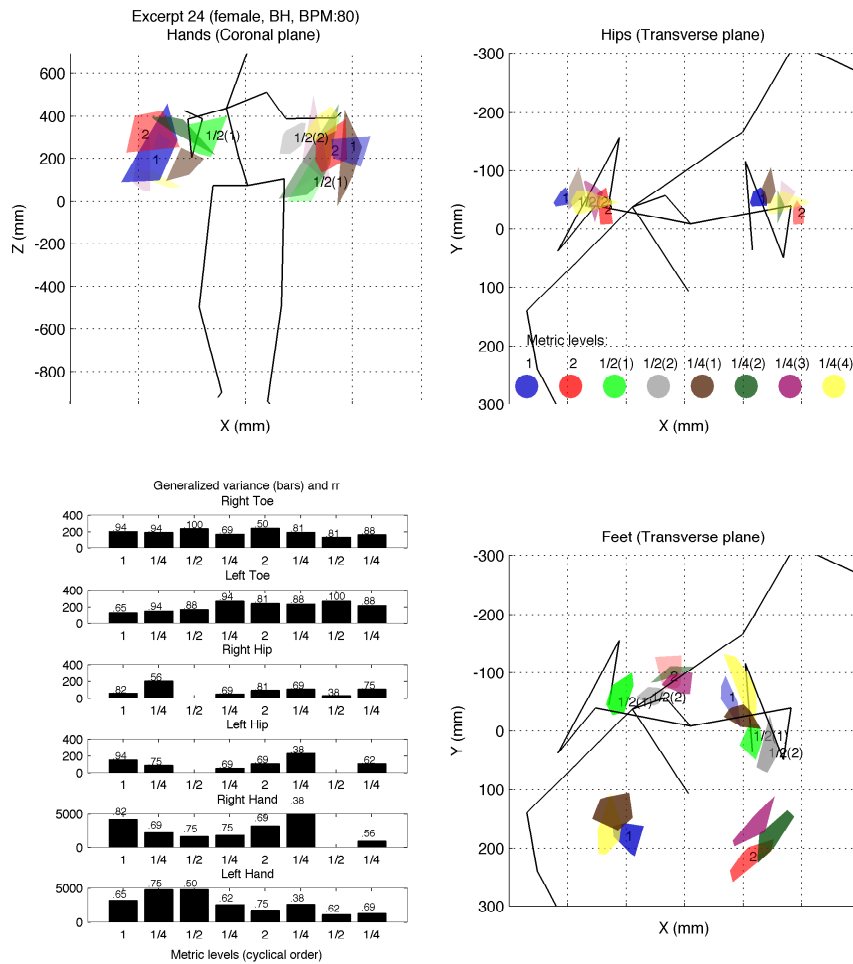 Excerpt 24 (female, BH, BPM:80)
Hands (Coronal plane)
600
400
200
0
-200
-400
-600
-800
Z (mm)
X (mm)
2
1
1/2(1)
1/2(2)
2
1
1/2(1)
Hips (Transverse plane)
-300
-200
-100
0
100
200
300
Y (mm)
X (mm)
1
1/2(2)
2
1
2
Metric levels:
1 2 1/2(1) 1/2(2) 1/4(1) 1/4(2) 1/4(3) 1/4(4)
Generalized variance (bars) and rr
Right Toe
400
200
0
.94 .94 .100 .69 .50 .81 .81 .88
1 1/4 1/2 1/4 2 1/4 1/2 1/4
Left Toe
400
200
0
.65 .94 .88 .94 .81 .88 .100 .88
1 1/4 1/2 1/4 2 1/4 1/2 1/4
Right Hip
400
200
0
.82 .56 .69 .81 .69 .38 .75
1 1/4 1/2 1/4 2 1/4 1/2 1/4
Left Hip
400
200
0
.94 .75 .69 .69 .38 .62
1 1/4 1/2 1/4 2 1/4 1/2 1/4
Right Hand
5000
0
.82 .69 .75 .75 .69 .38 .56
1 1/4 1/2 1/4 2 1/4 1/2 1/4
Left Hand
5000
0
.65 .75 .50 .62 .75 .38 .62 .69
1 1/4 1/2 1/4 2 1/4 1/2 1/4
Metric levels (cyclical order)
Feet (Transverse plane)
-300
-200
-100
0
100
200
300
Y (mm)
X (mm)
2
1/2(1)
1/2(2)
1
1/2(1)
1/2(2)
1
2